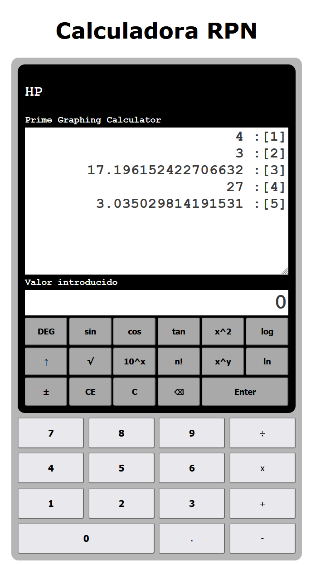 Calculadora RPN
HP
Prime Graphing Calculator
4 :[1]
3 :[2]
17.196152422706632 :[3]
27 :[4]
3.035029814191531 :[5]
Valor introducido
0
DEG sin cos tan x^2 log
↑ √ 10^x n! x^y ln
± CE C ⌫ Enter
7 8 9 ÷
4 5 6 x
1 2 3 +
0 . -